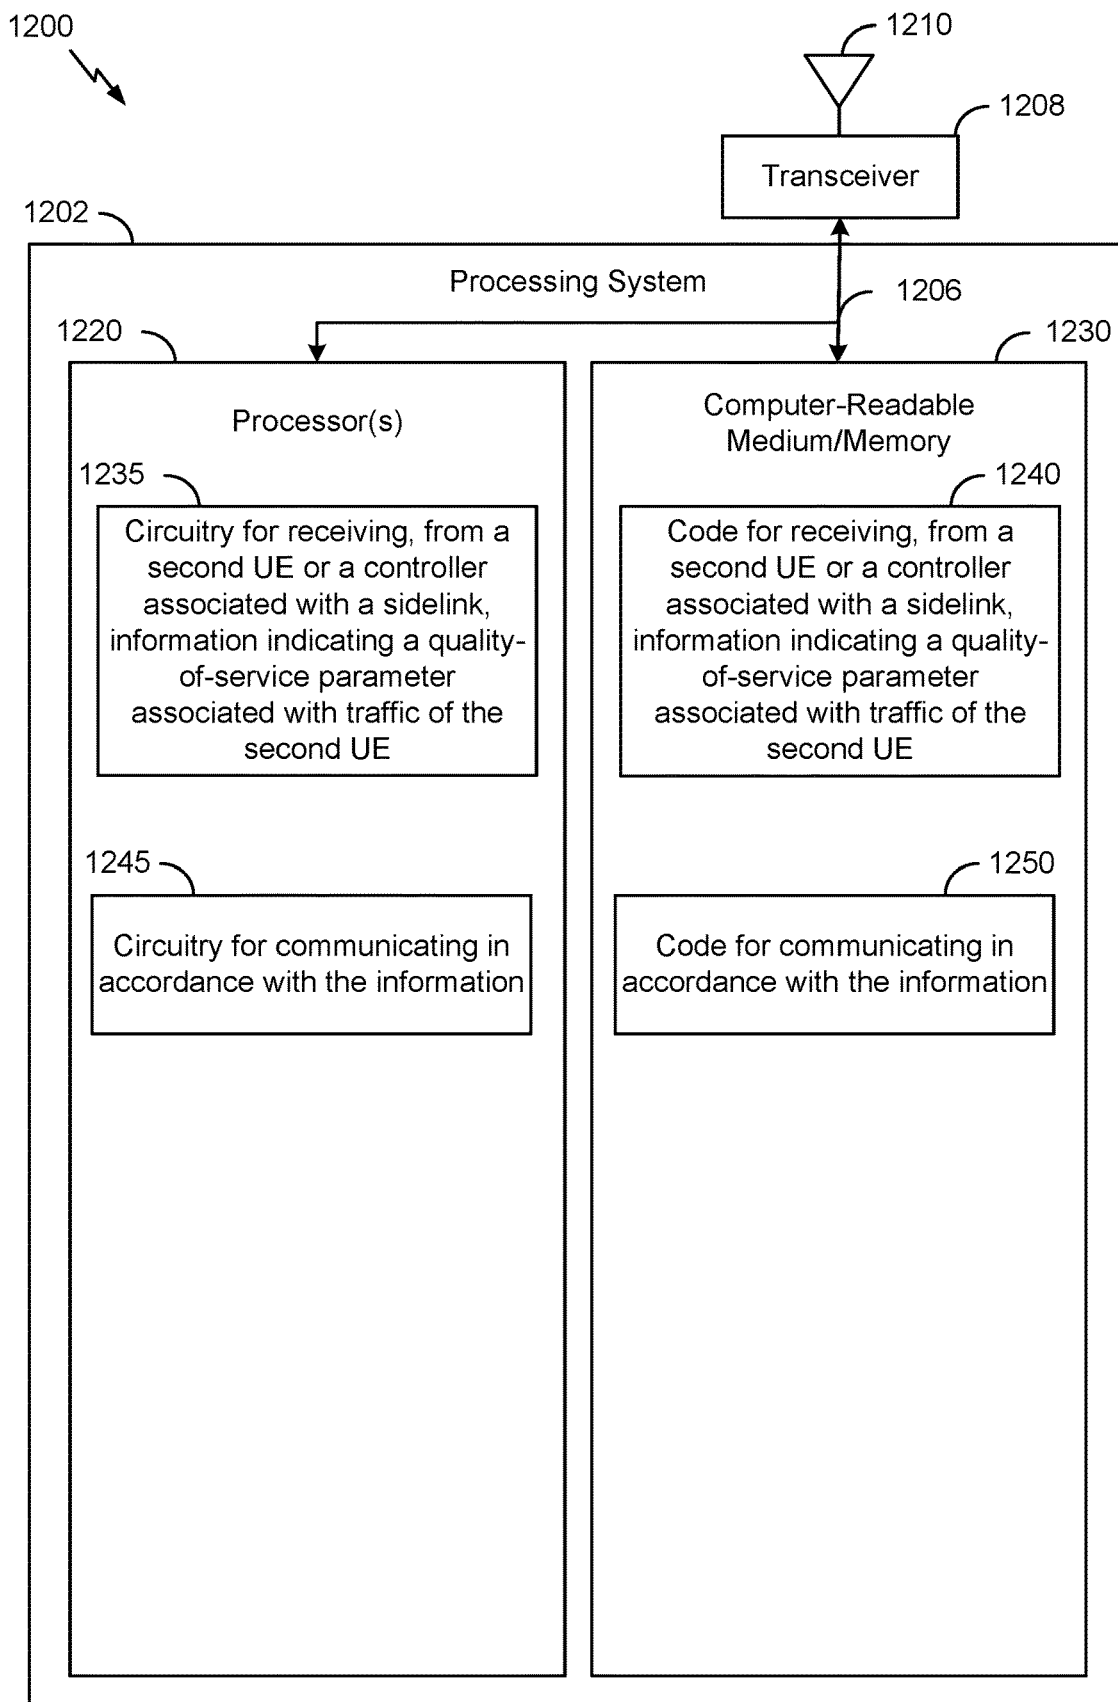 1200
1210
1208
Transceiver
1202
Processing System
1206
1220
1230
Processor(s)
Computer-Readable
Medium/Memory
1235
1240
Circuitry for receiving, from a
second UE or a controller
associated with a sidelink,
information indicating a quality-
of-service parameter
associated with traffic of the
second UE
Code for receiving, from a
second UE or a controller
associated with a sidelink,
information indicating a quality-
of-service parameter
associated with traffic of the
second UE
1245
1250
Circuitry for communicating in
accordance with the information
Code for communicating in
accordance with the information